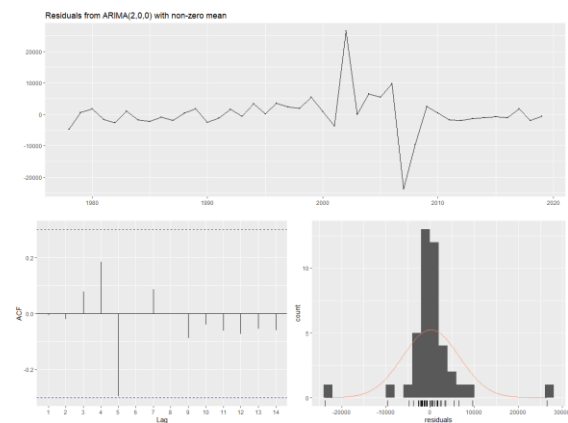 Residuals from ARIMA(2,0,0) with non-zero mean
20000
10000
0
-10000
-20000
1980 1990 2000 2010 2020
ACF
0.2
0.0
-0.2
1 2 3 4 5 6 7 8 9 10 11 12 13 14
Lag
count
10
5
0
-20000 -10000 0 10000 20000 30000
residuals